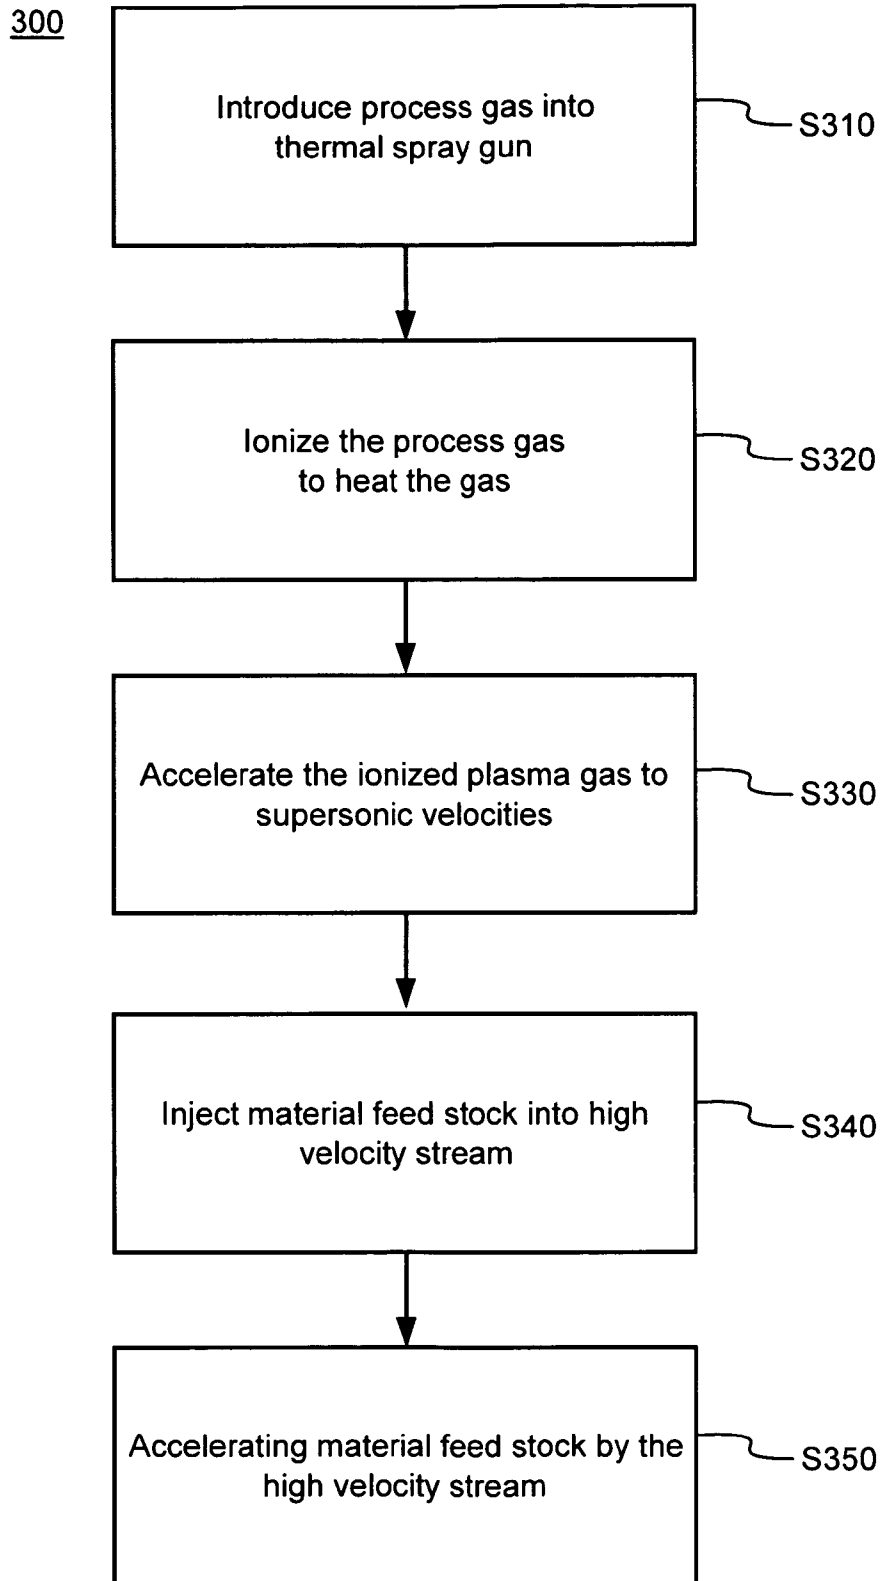 300
Introduce process gas into
thermal spray gun
S310
Ionize the process gas
to heat the gas
S320
Accelerate the ionized plasma gas to
supersonic velocities
S330
Inject material feed stock into high
velocity stream
S340
Accelerating material feed stock by the
high velocity stream
S350